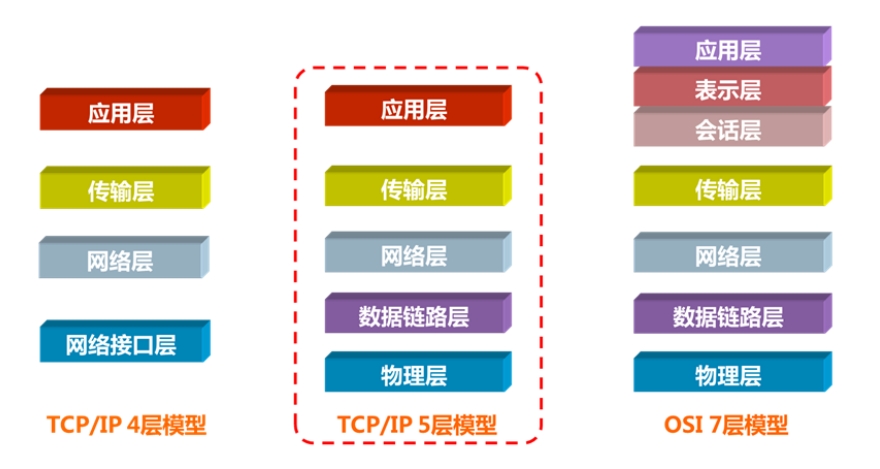 应用层
传输层
网络层
网络接口层
TCP/IP 4层模型
应用层
传输层
网络层
数据链路层
物理层
TCP/IP 5层模型
应用层
表示层
会话层
传输层
网络层
数据链路层
物理层
OSI 7层模型